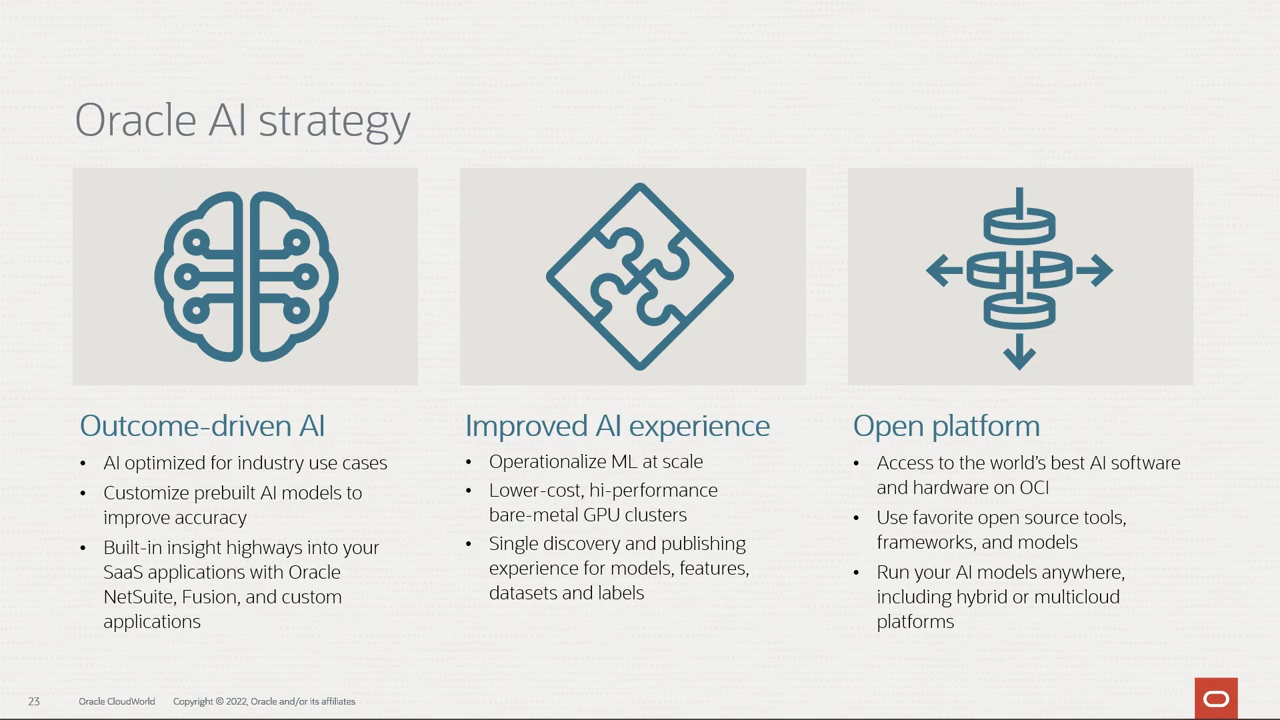 Oracle AI strategy
Outcome-driven AI
• AI optimized for industry use cases
• Customize prebuilt AI models to
improve accuracy
• Built-in insight highways into your
SaaS applications with Oracle
NetSuite, Fusion, and custom
applications
Improved AI experience
• Operationalize ML at scale
• Lower-cost, hi-performance
bare-metal GPU clusters
• Single discovery and publishing
experience for models, features,
datasets and labels
Open platform
• Access to the world's best AI software
and hardware on OCI
• Use favorite open source tools,
frameworks, and models
• Run your AI models anywhere,
including hybrid or multicloud
platforms
23 Oracle CloudWorld Copyright © 2022, Oracle and/or its affiliates